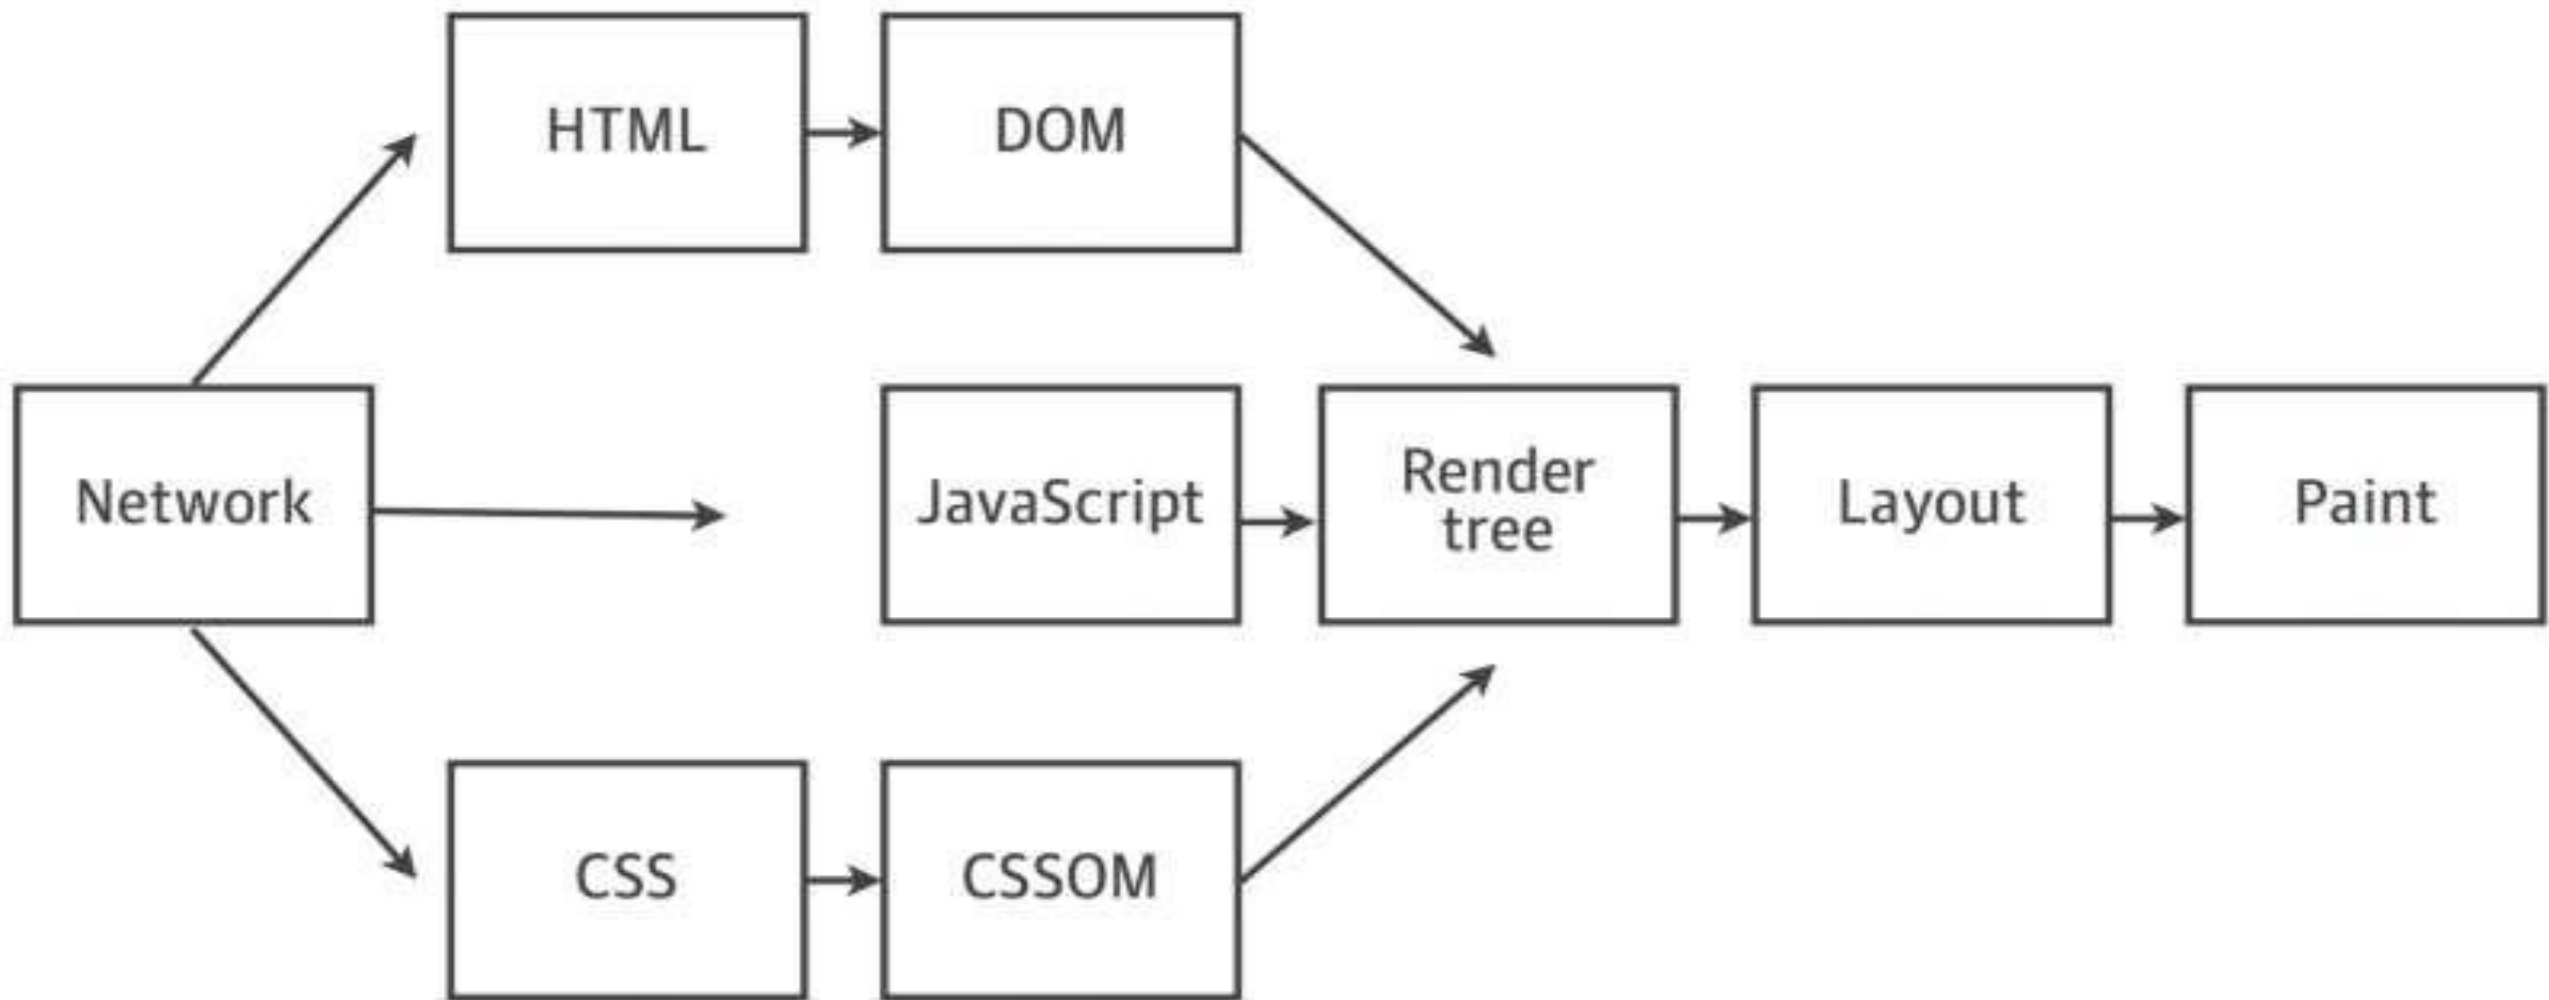 HTML
DOM
Network
JavaScript
Render
tree
Layout
Paint
CSS
CSSOM